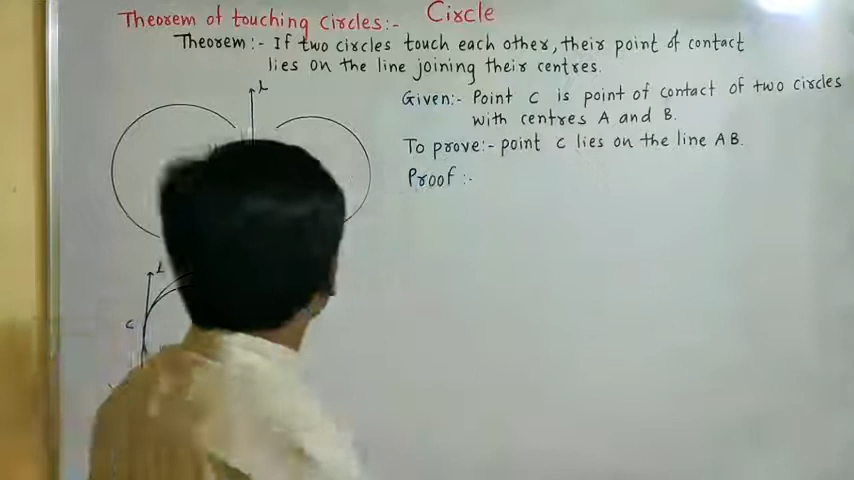 Circle
Theorem of touching circles:-
Theorem:- If two circles touch each other, their point of contact
lies on the line joining their centres.
Given:- Point C is point of contact of two circles
with centres A and B.
To prove:- point C lies on the line AB.
Proof :-
l
l
C